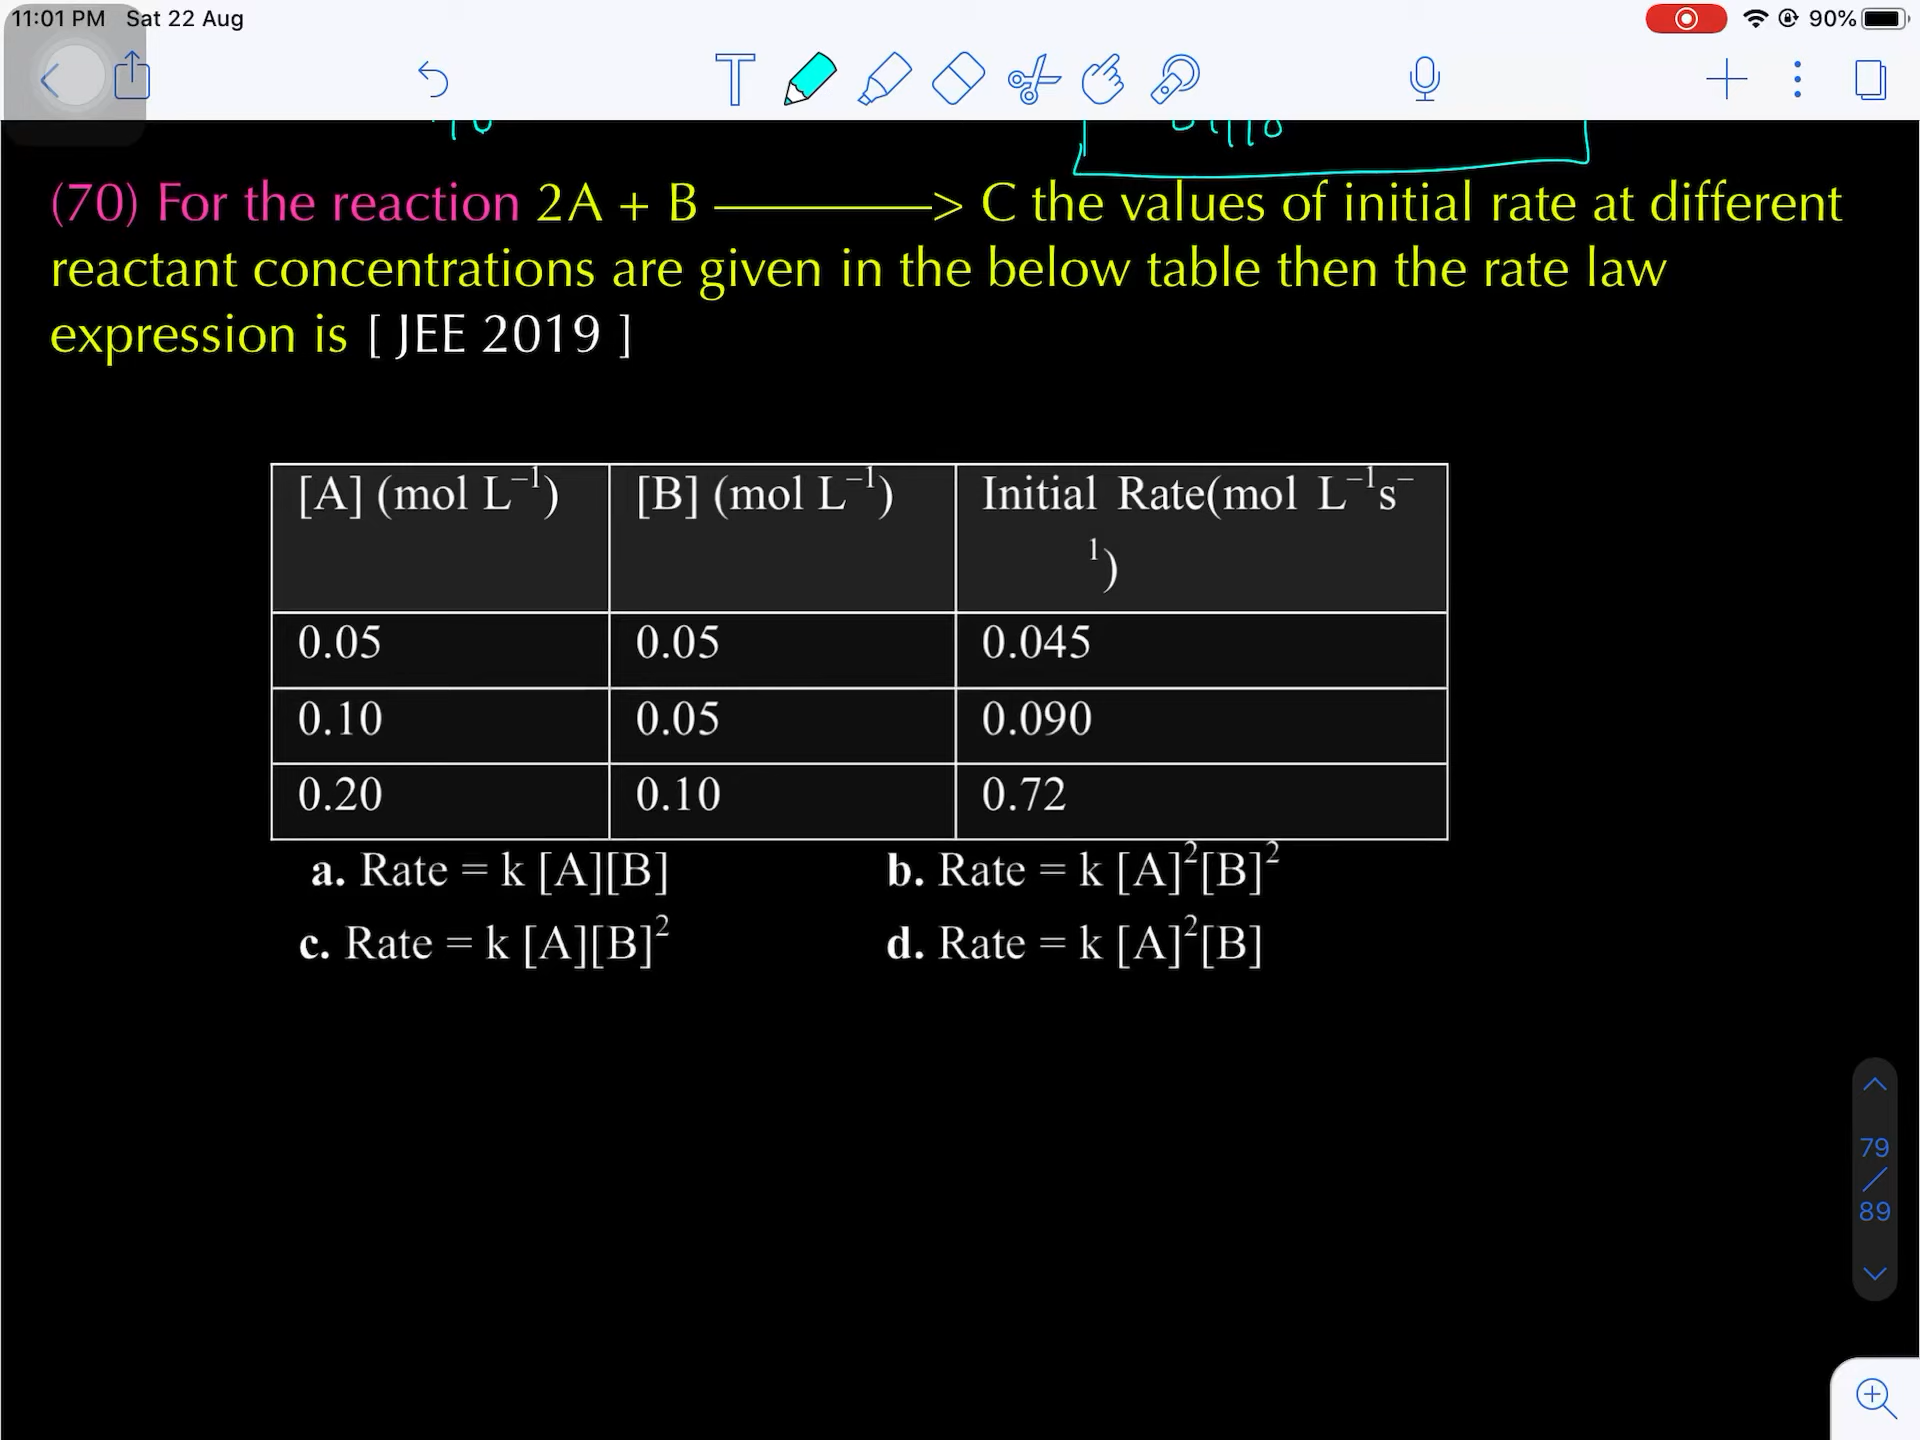 11:01 PM Sat 22 Aug
90%
(70) For the reaction 2A + B ————> C the values of initial rate at different
reactant concentrations are given in the below table then the rate law
expression is [ JEE 2019 ]
[A] (mol L⁻¹) [B] (mol L⁻¹) Initial Rate(mol L⁻¹s⁻
¹)
0.05 0.05 0.045
0.10 0.05 0.090
0.20 0.10 0.72
a. Rate = k [A][B] b. Rate = k [A]²[B]²
c. Rate = k [A][B]² d. Rate = k [A]²[B]
79
/
89